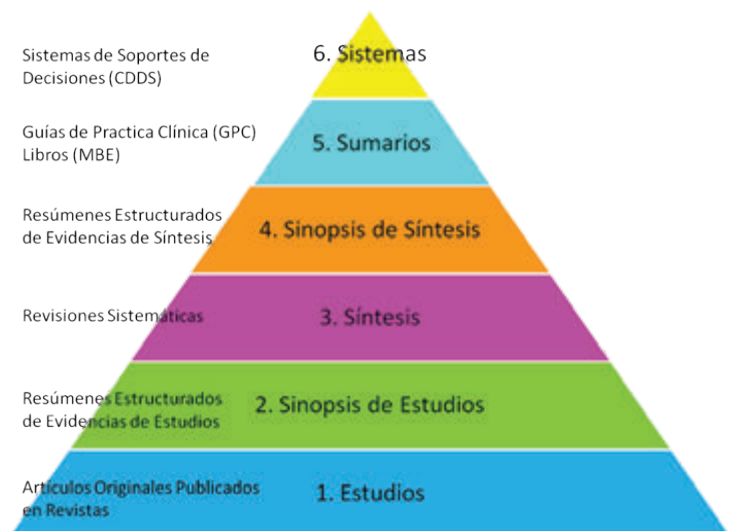 Sistemas de Soportes de
Decisiones (CDDS)
6. Sistemas
Guías de Practica Clínica (GPC)
Libros (MBE)
5. Sumarios
Resúmenes Estructurados
de Evidencias de Síntesis
4. Sinopsis de Síntesis
Revisiones Sistemáticas
3. Síntesis
Resúmenes Estructurados
de Evidencias de Estudios
2. Sinopsis de Estudios
Artículos Originales Publicados
en Revistas
1. Estudios